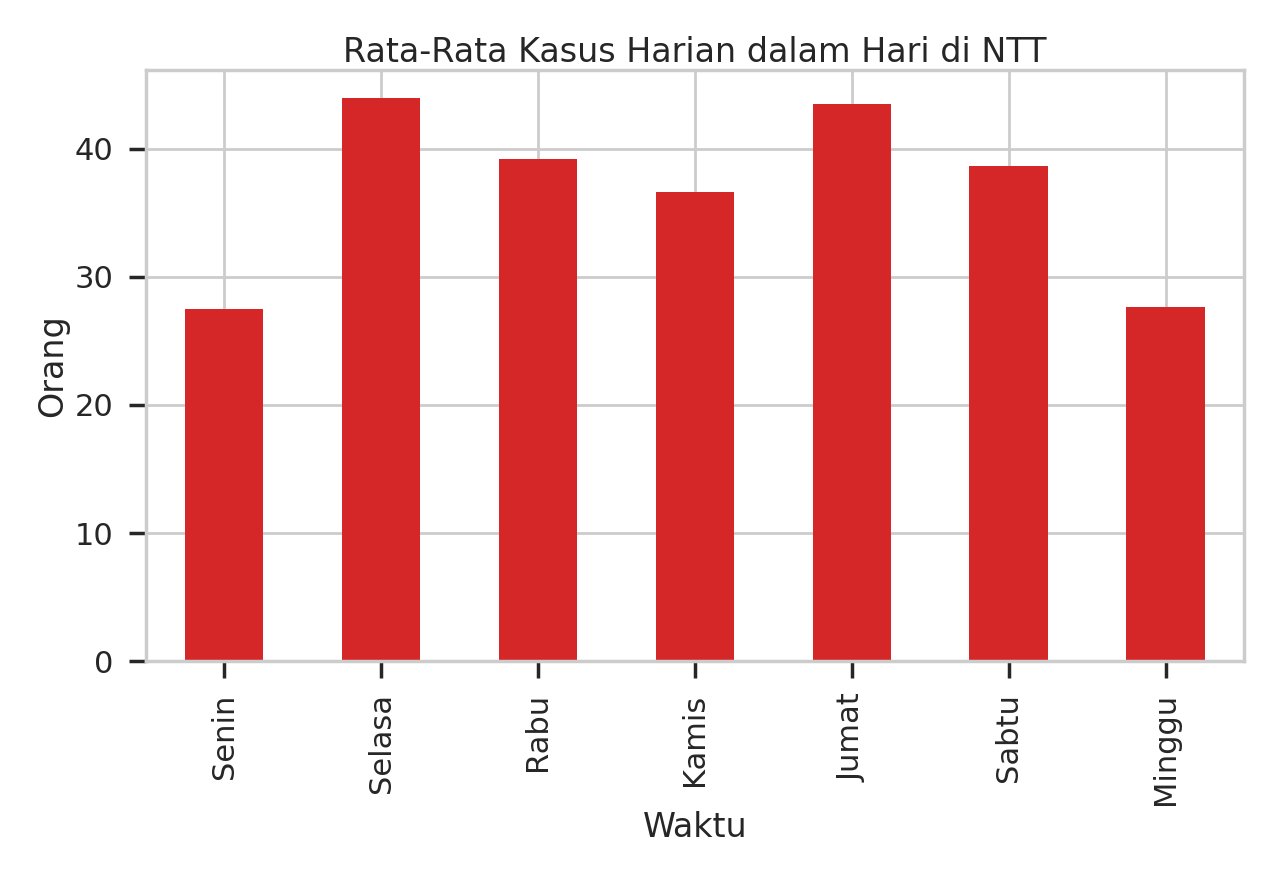 Rata-Rata Kasus Harian dalam Hari di NTT
Orang
40
30
20
10
0
Senin
Selasa
Rabu
Kamis
Jumat
Sabtu
Minggu
Waktu